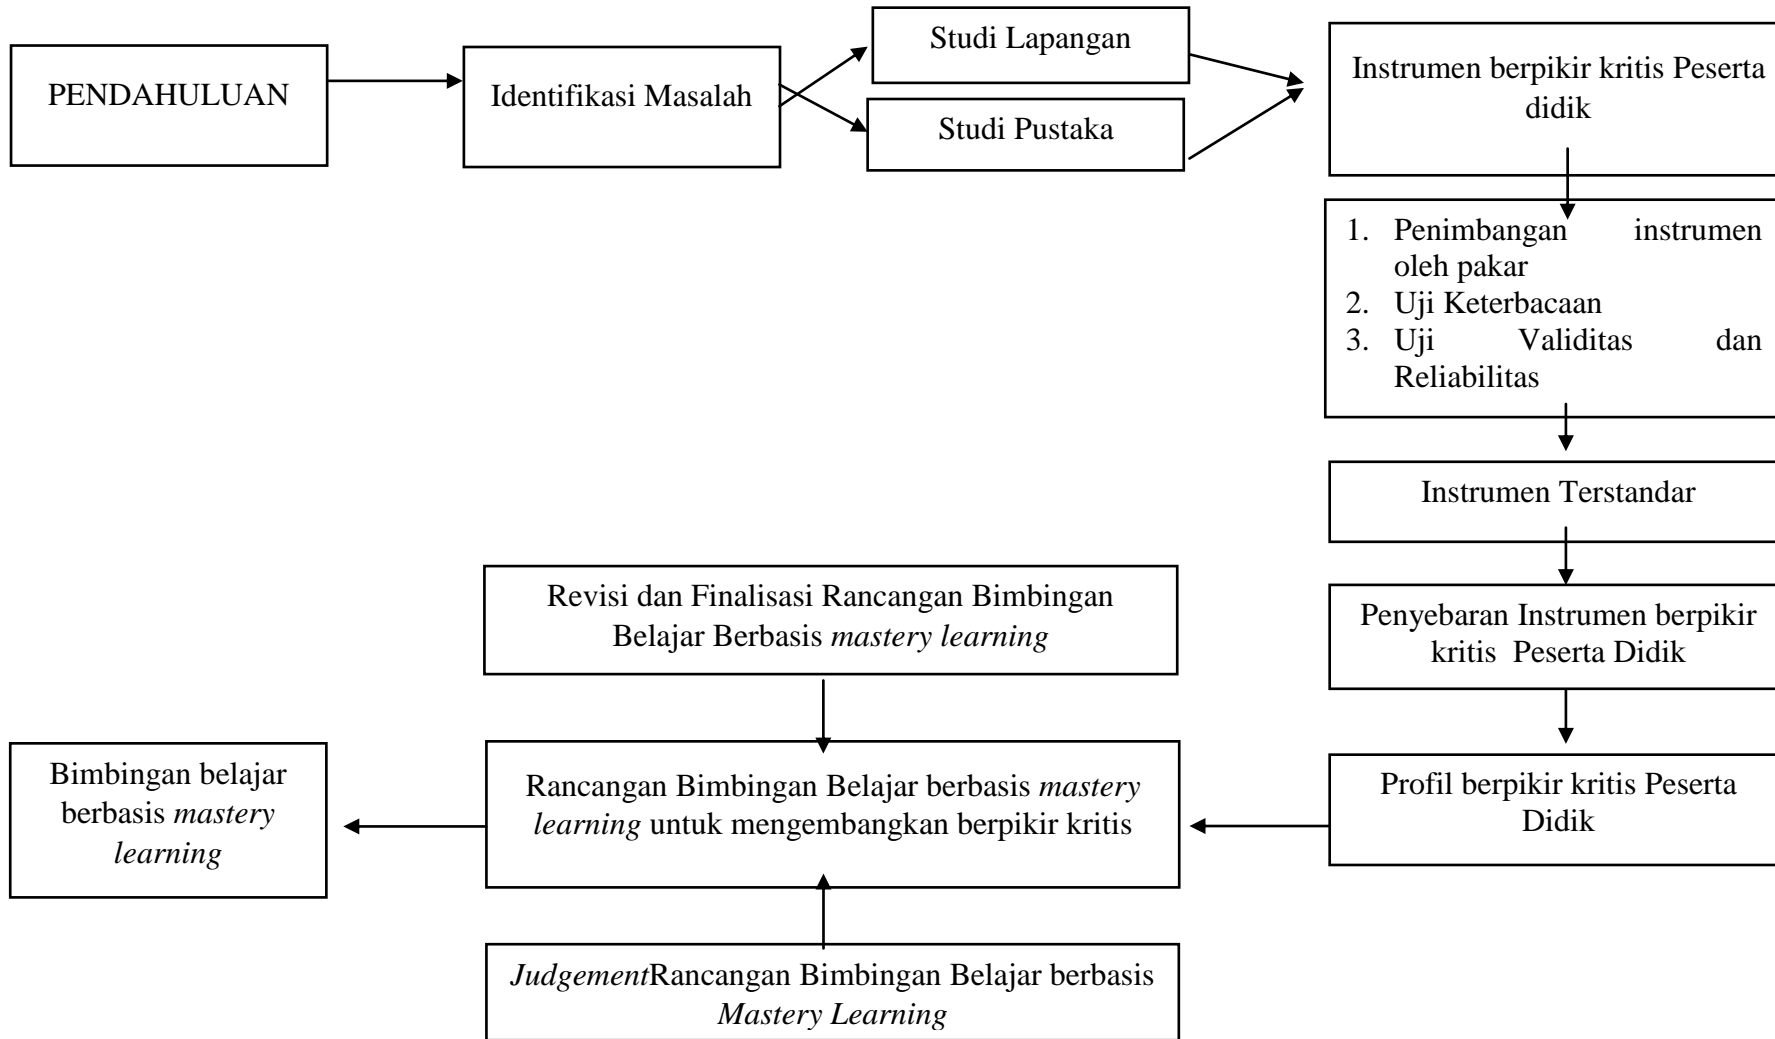 PENDAHULUAN
Identifikasi Masalah
Studi Lapangan
Studi Pustaka
Instrumen berpikir kritis Peserta
didik
1. Penimbangan instrumen
oleh pakar
2. Uji Keterbacaan
3. Uji Validitas dan
Reliabilitas
Instrumen Terstandar
Penyebaran Instrumen berpikir
kritis Peserta Didik
Profil berpikir kritis Peserta
Didik
Revisi dan Finalisasi Rancangan Bimbingan
Belajar Berbasis mastery learning
Rancangan Bimbingan Belajar berbasis mastery
learning untuk mengembangkan berpikir kritis
JudgementRancangan Bimbingan Belajar berbasis
Mastery Learning
Bimbingan belajar
berbasis mastery
learning